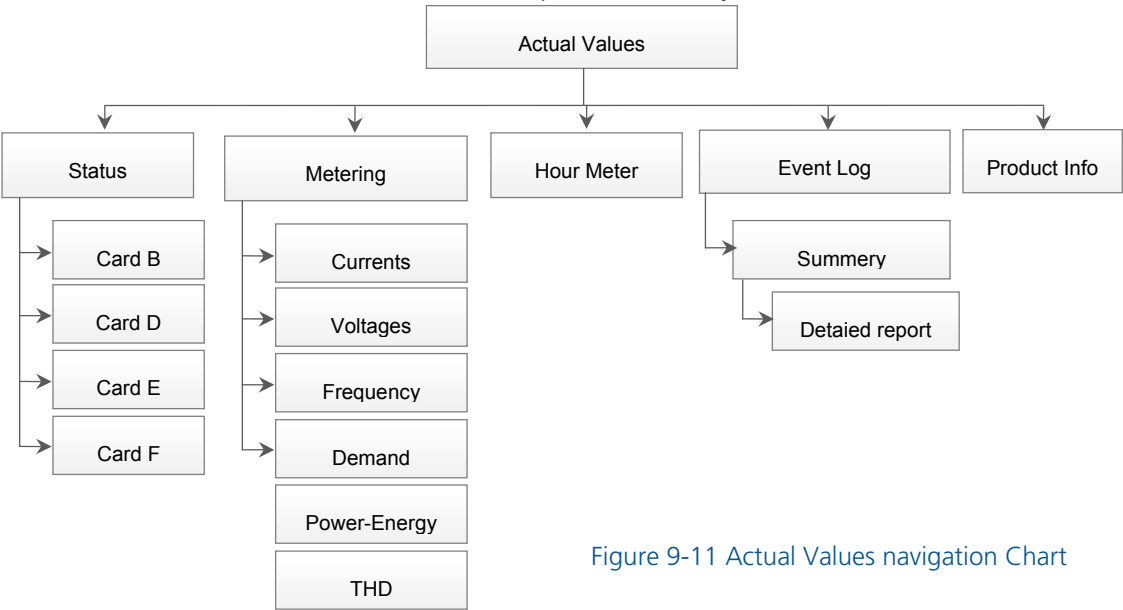 Actual Values
Status
Metering
Hour Meter
Event Log
Product Info
Card B
Card D
Card E
Card F
Currents
Voltages
Frequency
Demand
Power-Energy
THD
Summery
Detaied report
Figure 9-11 Actual Values navigation Chart